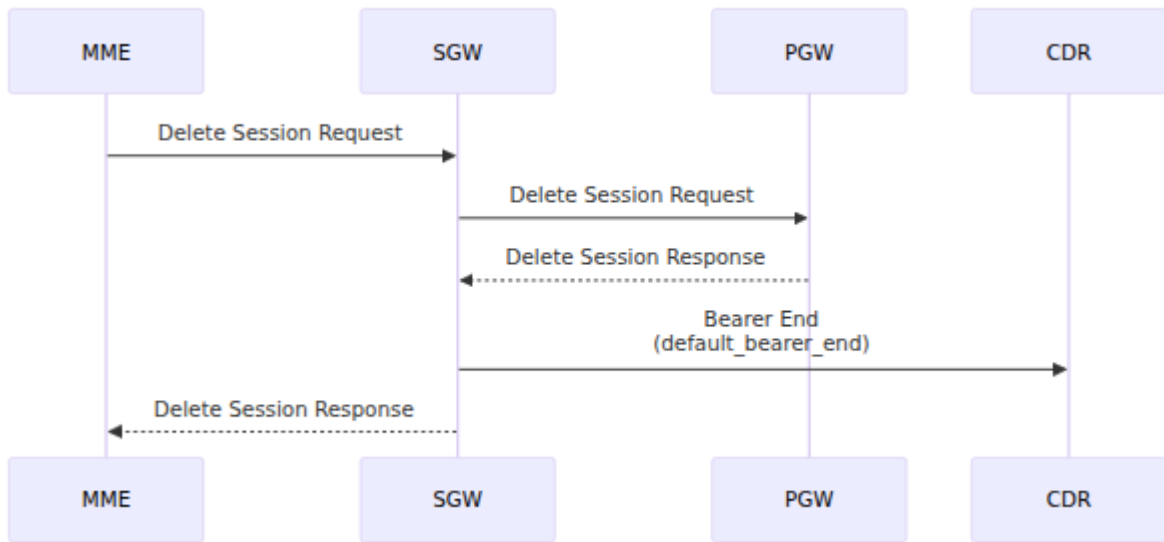 MME
SGW
PGW
CDR
Delete Session Request
Delete Session Request
Delete Session Response
Bearer End
(default_bearer_end)
Delete Session Response
MME
SGW
PGW
CDR